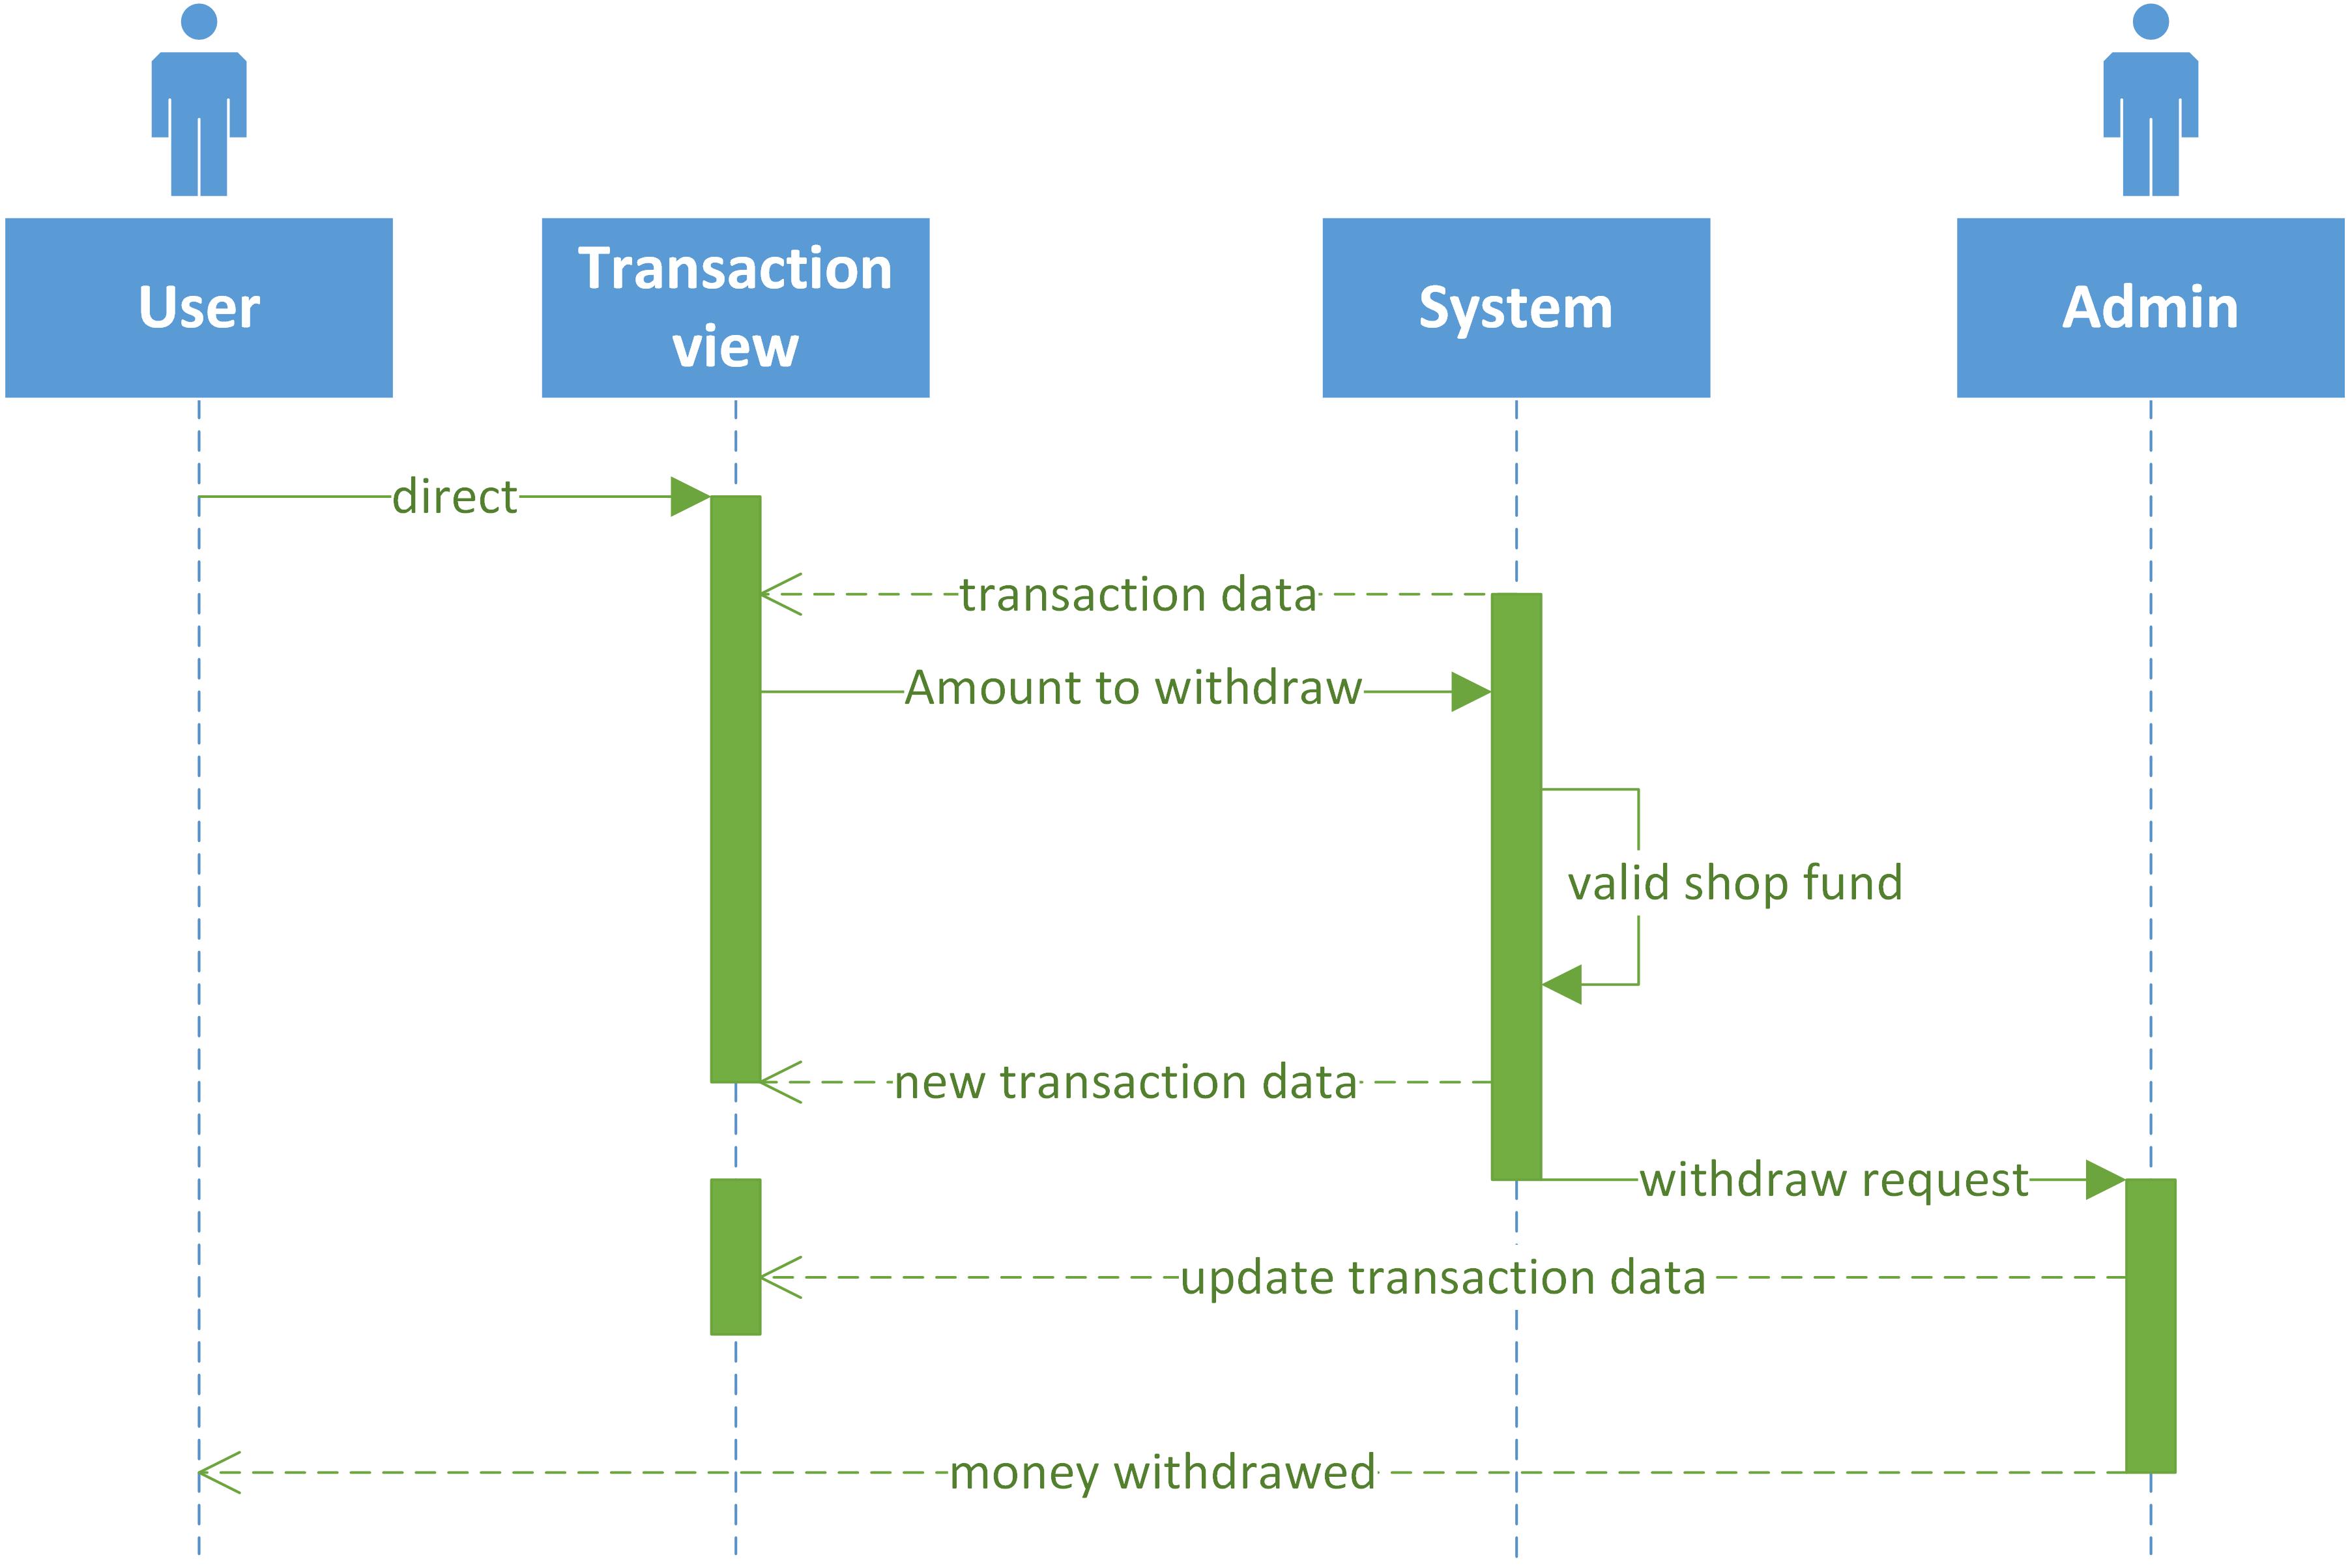 User
Transaction
view
System
Admin
direct
transaction data
Amount to withdraw
valid shop fund
new transaction data
withdraw request
update transaction data
money withdrawed